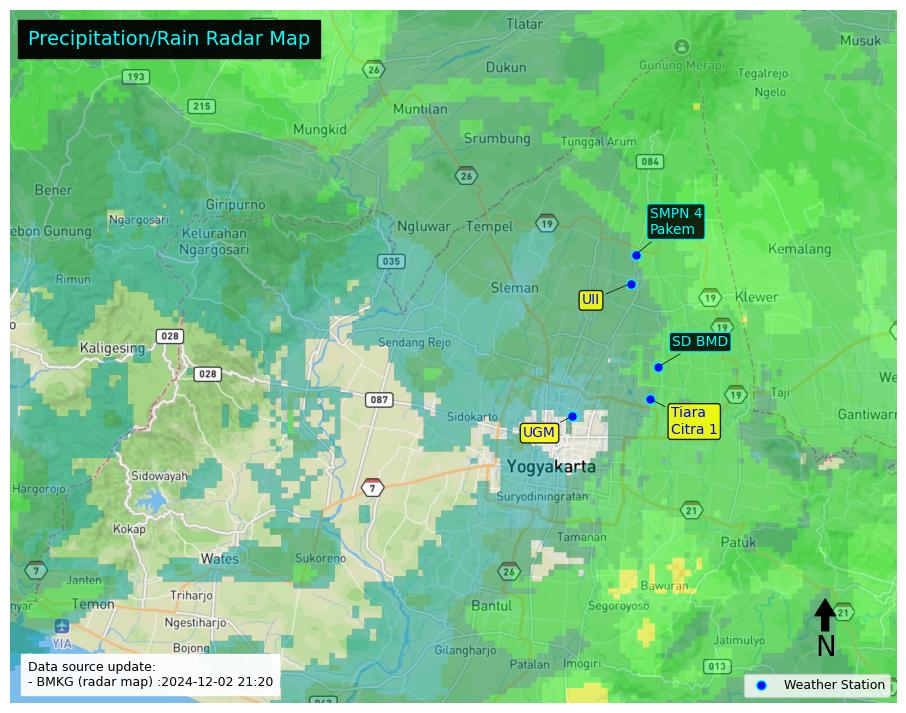 Precipitation/Rain Radar Map
Tlatar
Musuk
26
Gunung Merapi
193
Dukun
Tegalrejo
Ngelo
215
Muntilan
Mungkid
Srumbung
Tunggal Arum
084
26
Bener
Giripurno
Ngargosari
SMPN 4
Pakem
ebon Gunung
Kelurahan
Ngargosari
Ngluwar
Tempel
19
Kemalang
035
Rimun
Sleman
UII
19
Klewer
o
028
Kaligesing
Sendang Rejo
SD BMD
19
028
We
087
19
Taji
Sidokarto
UGM
Tiara
Citra 1
Gantiwarn
Yogyakarta
Sidowayah
Hargorojo
7
Suryodiningratan
21
Kokap
Tamanan
Patuk
Wates
Sukoreno
7
26
Janten
Bawuran
nyar
Temon
Triharjo
Bantul
Segoroyoso
21
Ngestiharjo
YIA
N
Jatimulyo
Bojong
Gilangharjo
Patalan
Imogiri
013
Data source update:
- BMKG (radar map) :2024-12-02 21:20
Weather Station